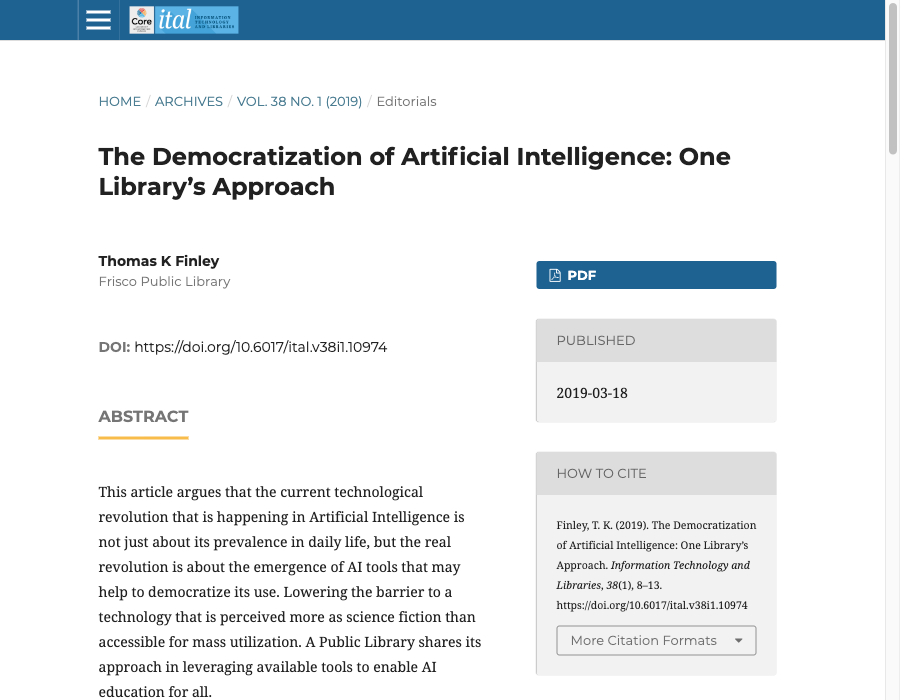 Core
ital INFORMATION
TECHNOLOGY
AND LIBRARIES
HOME / ARCHIVES / VOL. 38 NO. 1 (2019) / Editorials
The Democratization of Artificial Intelligence: One
Library’s Approach
Thomas K Finley
Frisco Public Library
DOI: https://doi.org/10.6017/ital.v38i1.10974
ABSTRACT
This article argues that the current technological
revolution that is happening in Artificial Intelligence is
not just about its prevalence in daily life, but the real
revolution is about the emergence of AI tools that may
help to democratize its use. Lowering the barrier to a
technology that is perceived more as science fiction than
accessible for mass utilization. A Public Library shares its
approach in leveraging available tools to enable AI
education for all.
PDF
PUBLISHED
2019-03-18
HOW TO CITE
Finley, T. K. (2019). The Democratization
of Artificial Intelligence: One Library’s
Approach. Information Technology and
Libraries, 38(1), 8–13.
https://doi.org/10.6017/ital.v38i1.10974
More Citation Formats